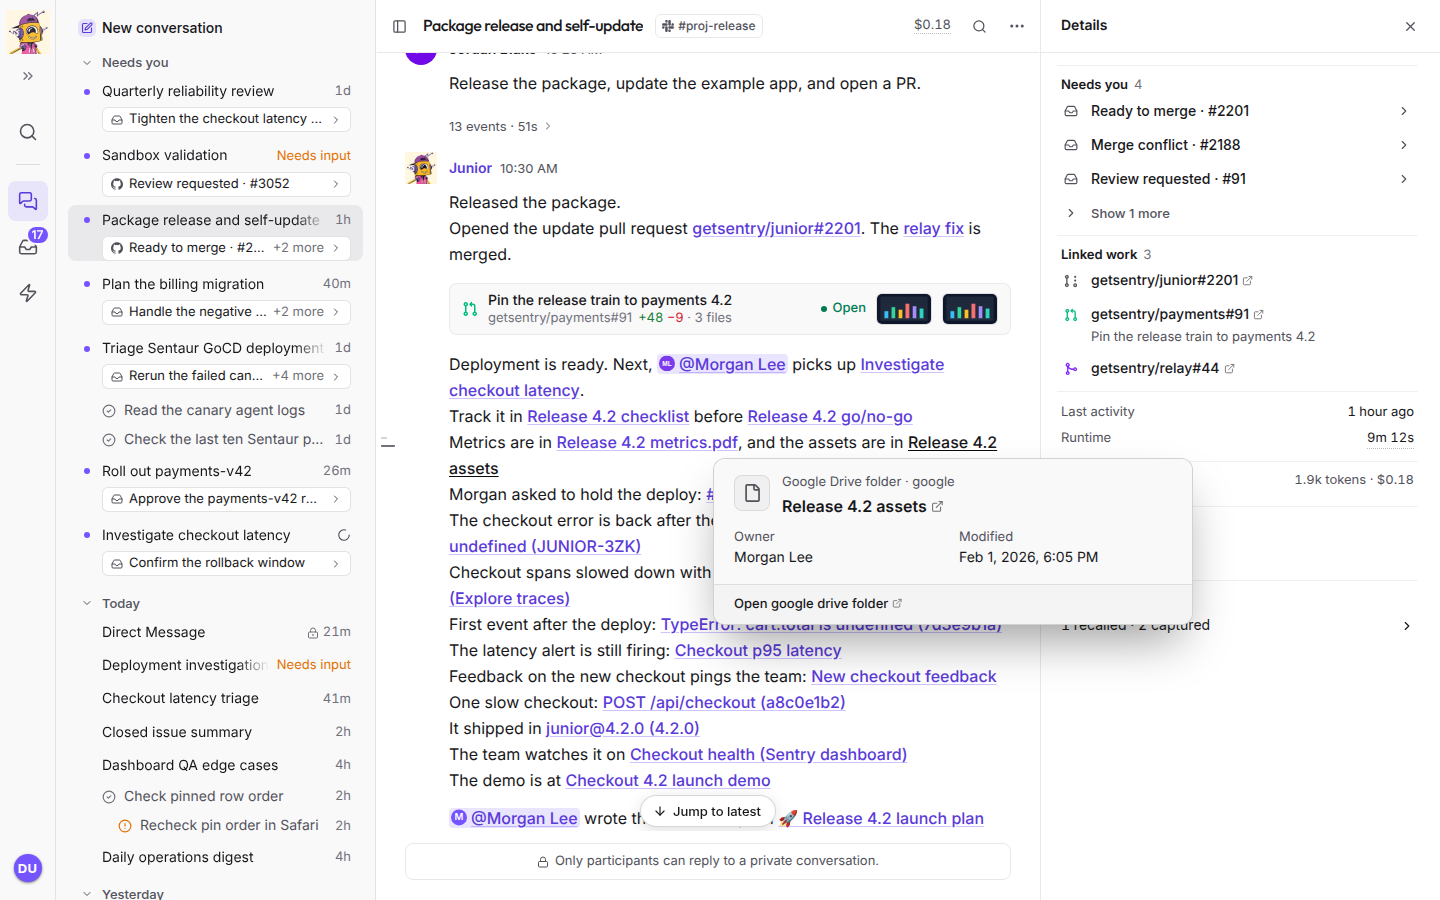 New conversation
Needs you
Quarterly reliability review 1d
Tighten the checkout latency ...
Sandbox validation Needs input
Review requested · #3052
Package release and self-update 1h
Ready to merge · #2... +2 more
Plan the billing migration 40m
Handle the negative ... +2 more
Triage Sentaur GoCD deployment 1d
Rerun the failed can... +4 more
Read the canary agent logs 1d
Check the last ten Sentaur p... 1d
Roll out payments-v42 26m
Approve the payments-v42 r...
Investigate checkout latency
Confirm the rollback window
Today
Direct Message 21m
Deployment investigation Needs input
Checkout latency triage 41m
Closed issue summary 2h
Dashboard QA edge cases 4h
Check pinned row order 2h
Recheck pin order in Safari 2h
Daily operations digest 4h
Yesterday
17
DU
Package release and self-update #proj-release $0.18
Release the package, update the example app, and open a PR.
13 events · 51s
Junior 10:30 AM
Released the package.
Opened the update pull request getsentry/junior#2201. The relay fix is
merged.
Pin the release train to payments 4.2
getsentry/payments#91 +48 −9 · 3 files
Open
Deployment is ready. Next, ML @Morgan Lee picks up Investigate
checkout latency.
Track it in Release 4.2 checklist before Release 4.2 go/no-go
Metrics are in Release 4.2 metrics.pdf, and the assets are in Release 4.2
assets
Morgan asked to hold the deploy: #
The checkout error is back after the
undefined (JUNIOR-3ZK)
Checkout spans slowed down with
(Explore traces)
First event after the deploy: TypeError: cart.total is undefined (7d3e9b1a)
The latency alert is still firing: Checkout p95 latency
Feedback on the new checkout pings the team: New checkout feedback
One slow checkout: POST /api/checkout (a8c0e1b2)
It shipped in junior@4.2.0 (4.2.0)
The team watches it on Checkout health (Sentry dashboard)
The demo is at Checkout 4.2 launch demo
M @Morgan Lee wrote 🚀 Release 4.2 launch plan
Jump to latest
Only participants can reply to a private conversation.
Google Drive folder · google
Release 4.2 assets
Owner Modified
Morgan Lee Feb 1, 2026, 6:05 PM
Open google drive folder
Details
Needs you 4
Ready to merge · #2201
Merge conflict · #2188
Review requested · #91
Show 1 more
Linked work 3
getsentry/junior#2201
getsentry/payments#91
Pin the release train to payments 4.2
getsentry/relay#44
Last activity 1 hour ago
Runtime 9m 12s
1.9k tokens · $0.18
1 recalled · 2 captured